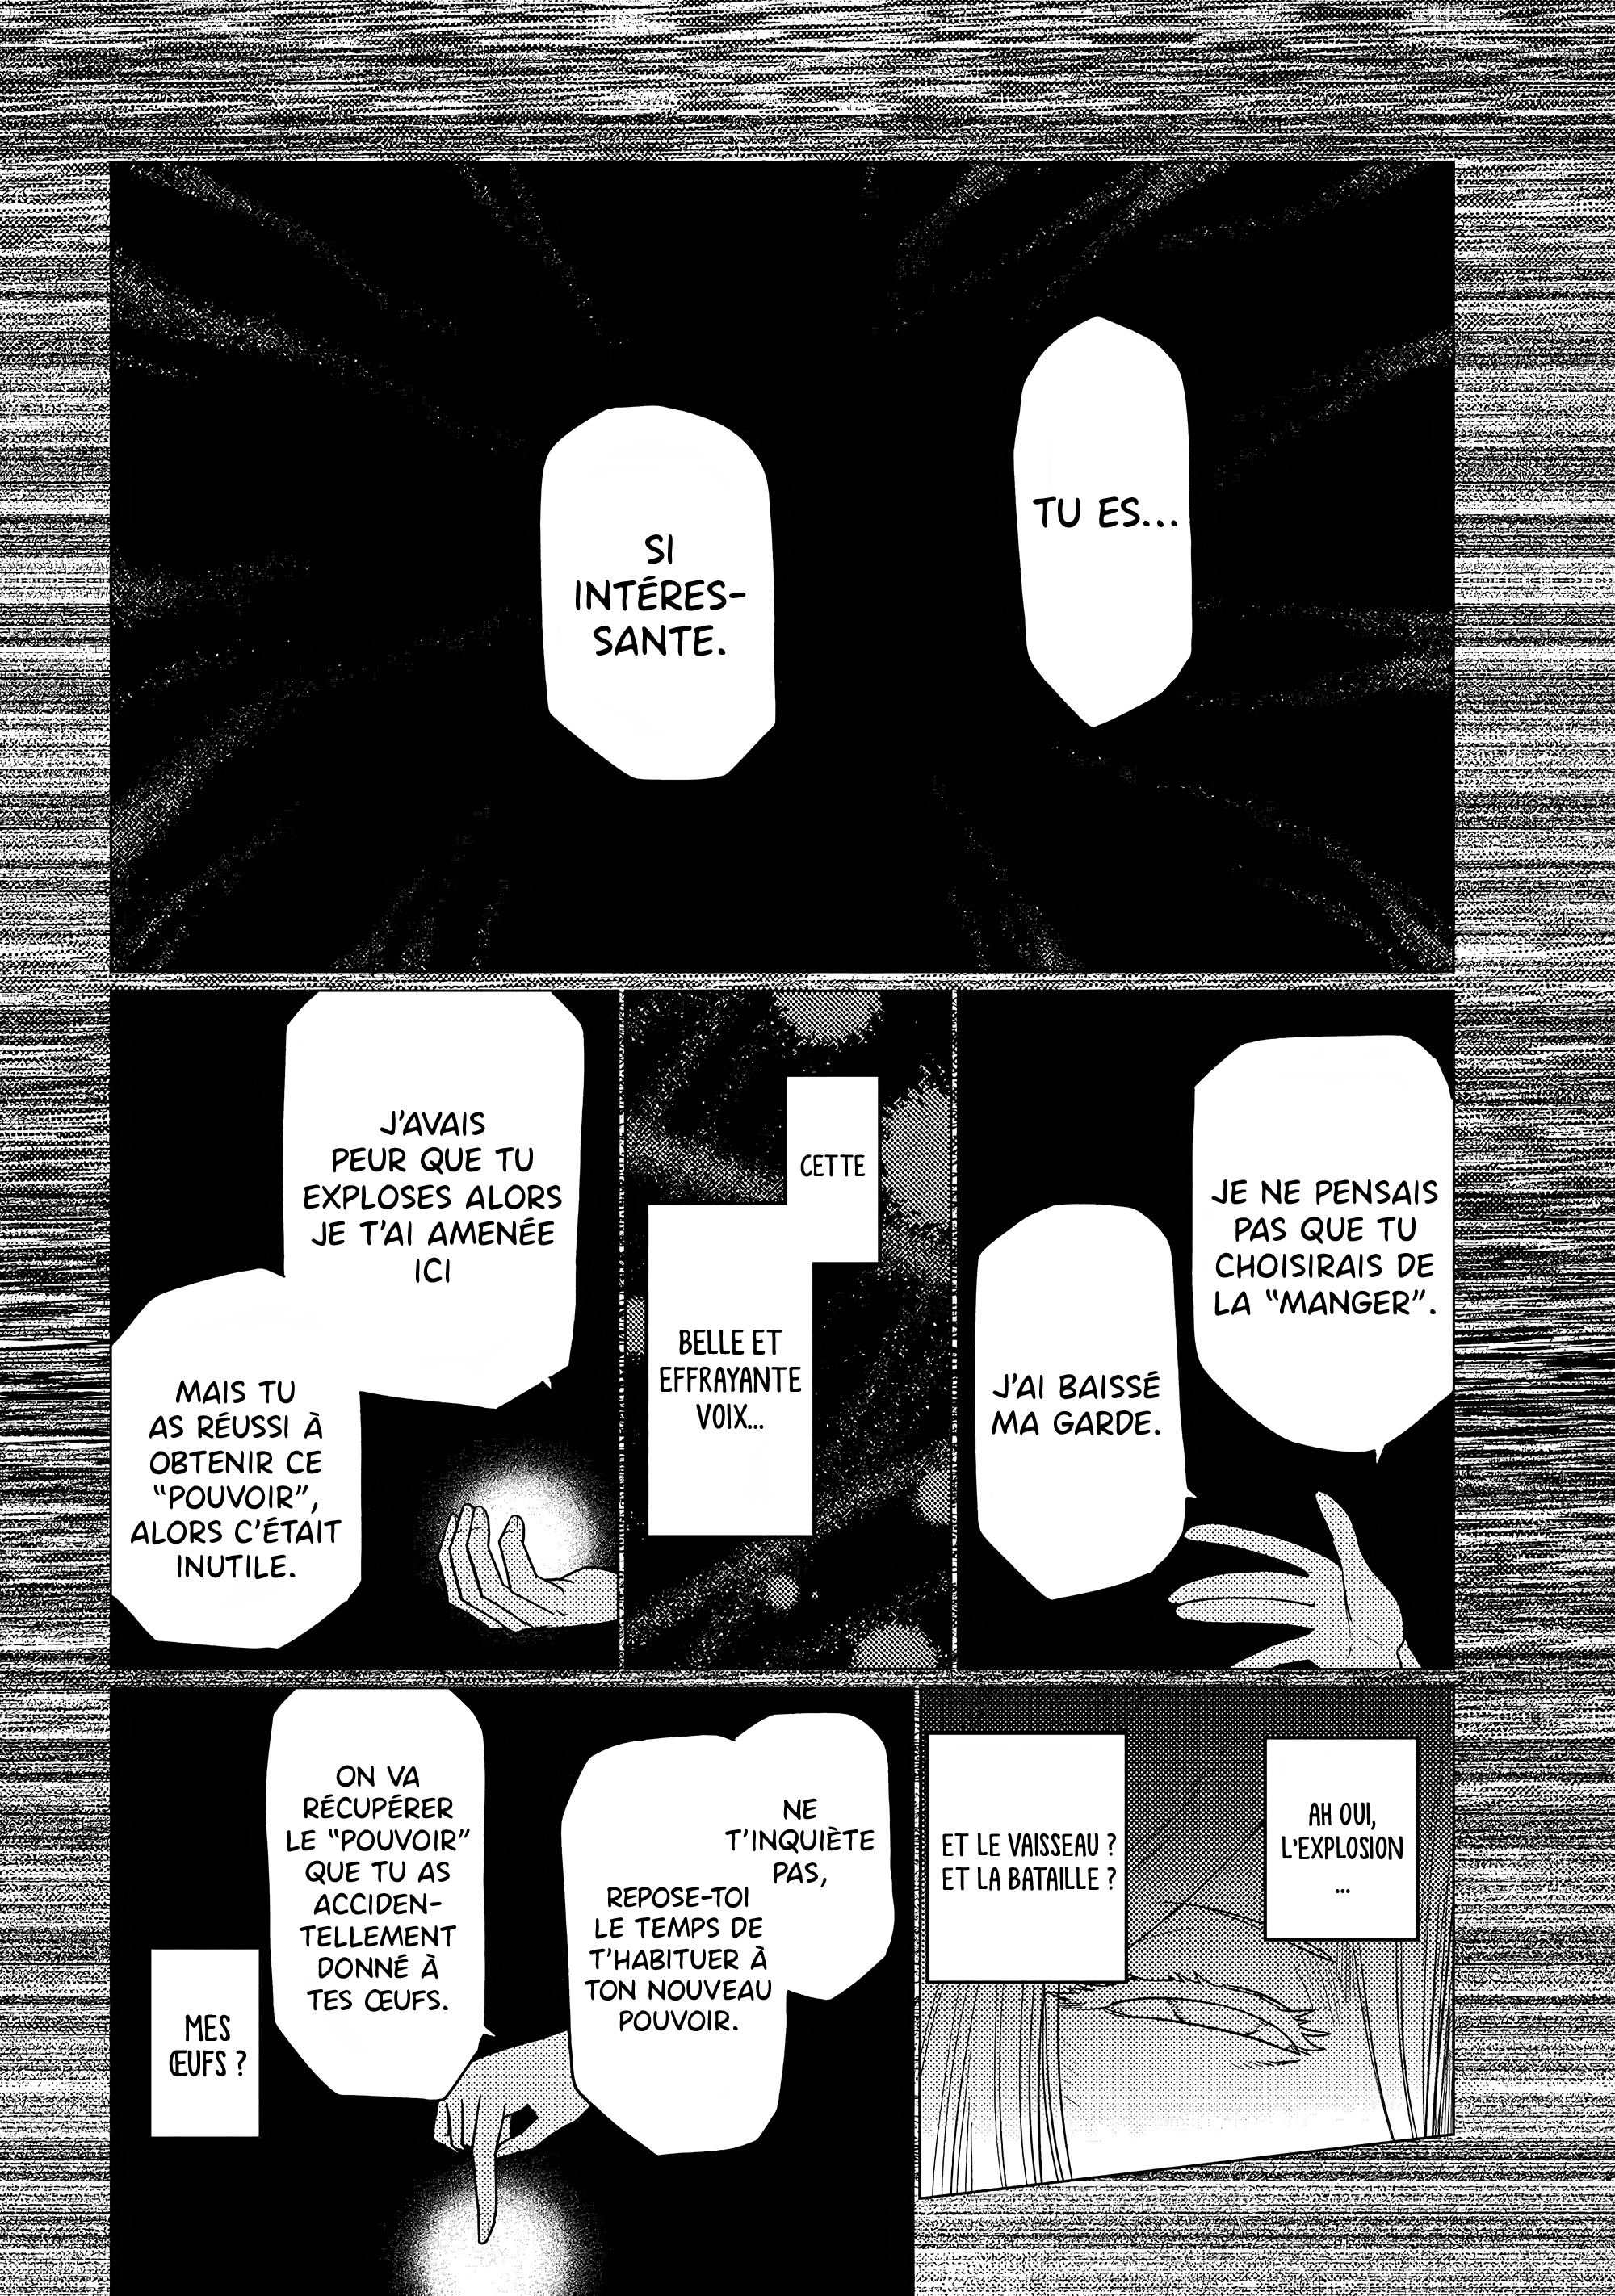 TU ES...
SI
INTÉRES-
SANTE.
JE NE PENSAIS
PAS QUE TU
CHOISIRAIS DE
LA “MANGER”.
J’AI BAISSÉ
MA GARDE.
CETTE
BELLE ET
EFFRAYANTE
VOIX...
J’AVAIS
PEUR QUE TU
EXPLOSES ALORS
JE T’AI AMENÉE
ICI
MAIS TU
AS RÉUSSI À
OBTENIR CE
“POUVOIR”,
ALORS C’ÉTAIT
INUTILE.
AH OUI,
L’EXPLOSION
...
ET LE VAISSEAU ?
ET LA BATAILLE ?
NE
T’INQUIÈTE
PAS,
REPOSE-TOI
LE TEMPS DE
T’HABITUER À
TON NOUVEAU
POUVOIR.
ON VA
RÉCUPÉRER
LE “POUVOIR”
QUE TU AS
ACCIDEN-
TELLEMENT
DONNÉ À
TES ŒUFS.
MES
ŒUFS ?